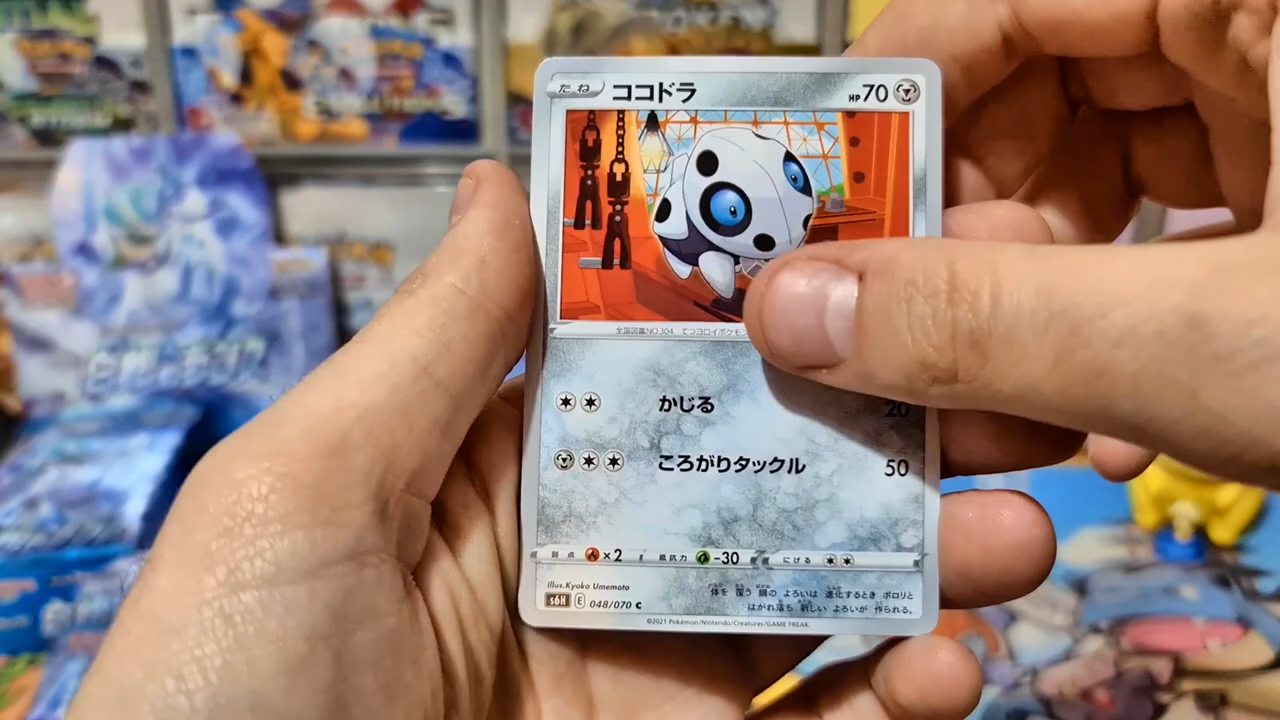 たね ココドラ HP70
全国図鑑NO.304 てつヨロイポケモン
かじる 20
ころがりタックル 50
弱点 ×2 抵抗力 -30 にげる
Illus.Kyoko Umemoto
体を 覆う 鋼の よろいは 進化するとき ボロリと
はがれ落ち 新しい よろいが 作られる。
s6H E 048/070 C
©2021 Pokémon/Nintendo/Creatures/GAME FREAK.